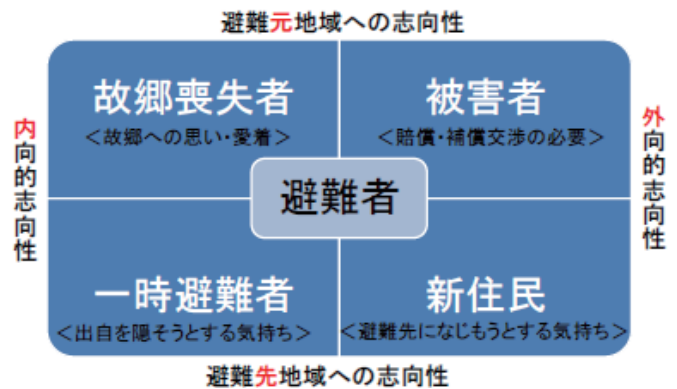 避難元地域への志向性
故郷喪失者
＜故郷への思い・愛着＞
被害者
＜賠償・補償交渉の必要＞
内向的志向性
外向的志向性
避難者
一時避難者
＜出自を隠そうとする気持ち＞
新住民
＜避難先になじもうとする気持ち＞
避難先地域への志向性